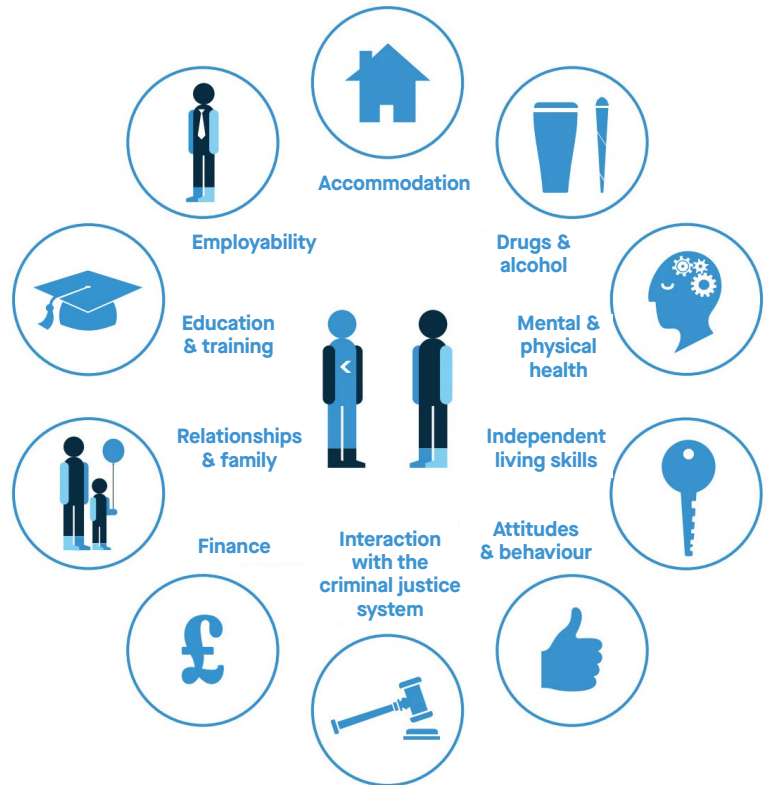 Accommodation
Employability
Drugs &
alcohol
Education
& training
Mental &
physical
health
Relationships
& family
Independent
living skills
Finance
Interaction
with the
criminal justice
system
Attitudes
& behaviour
£